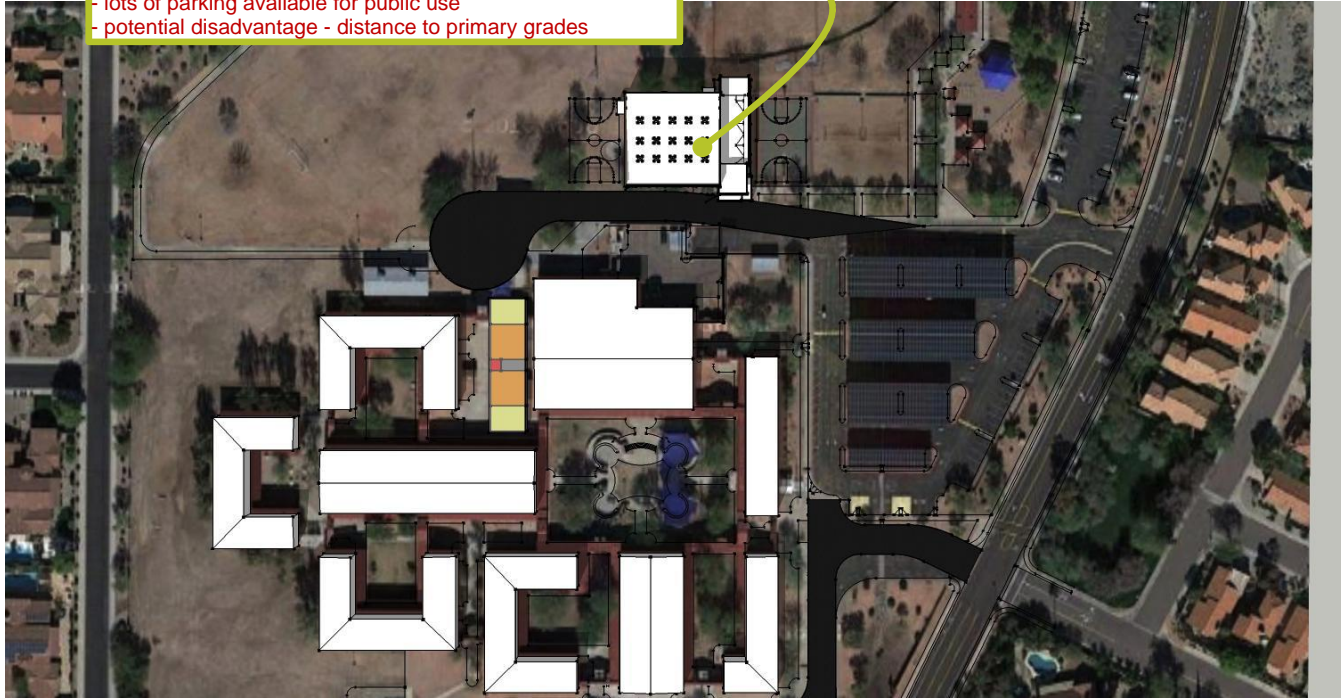 - lots of parking available for public use
- potential disadvantage - distance to primary grades